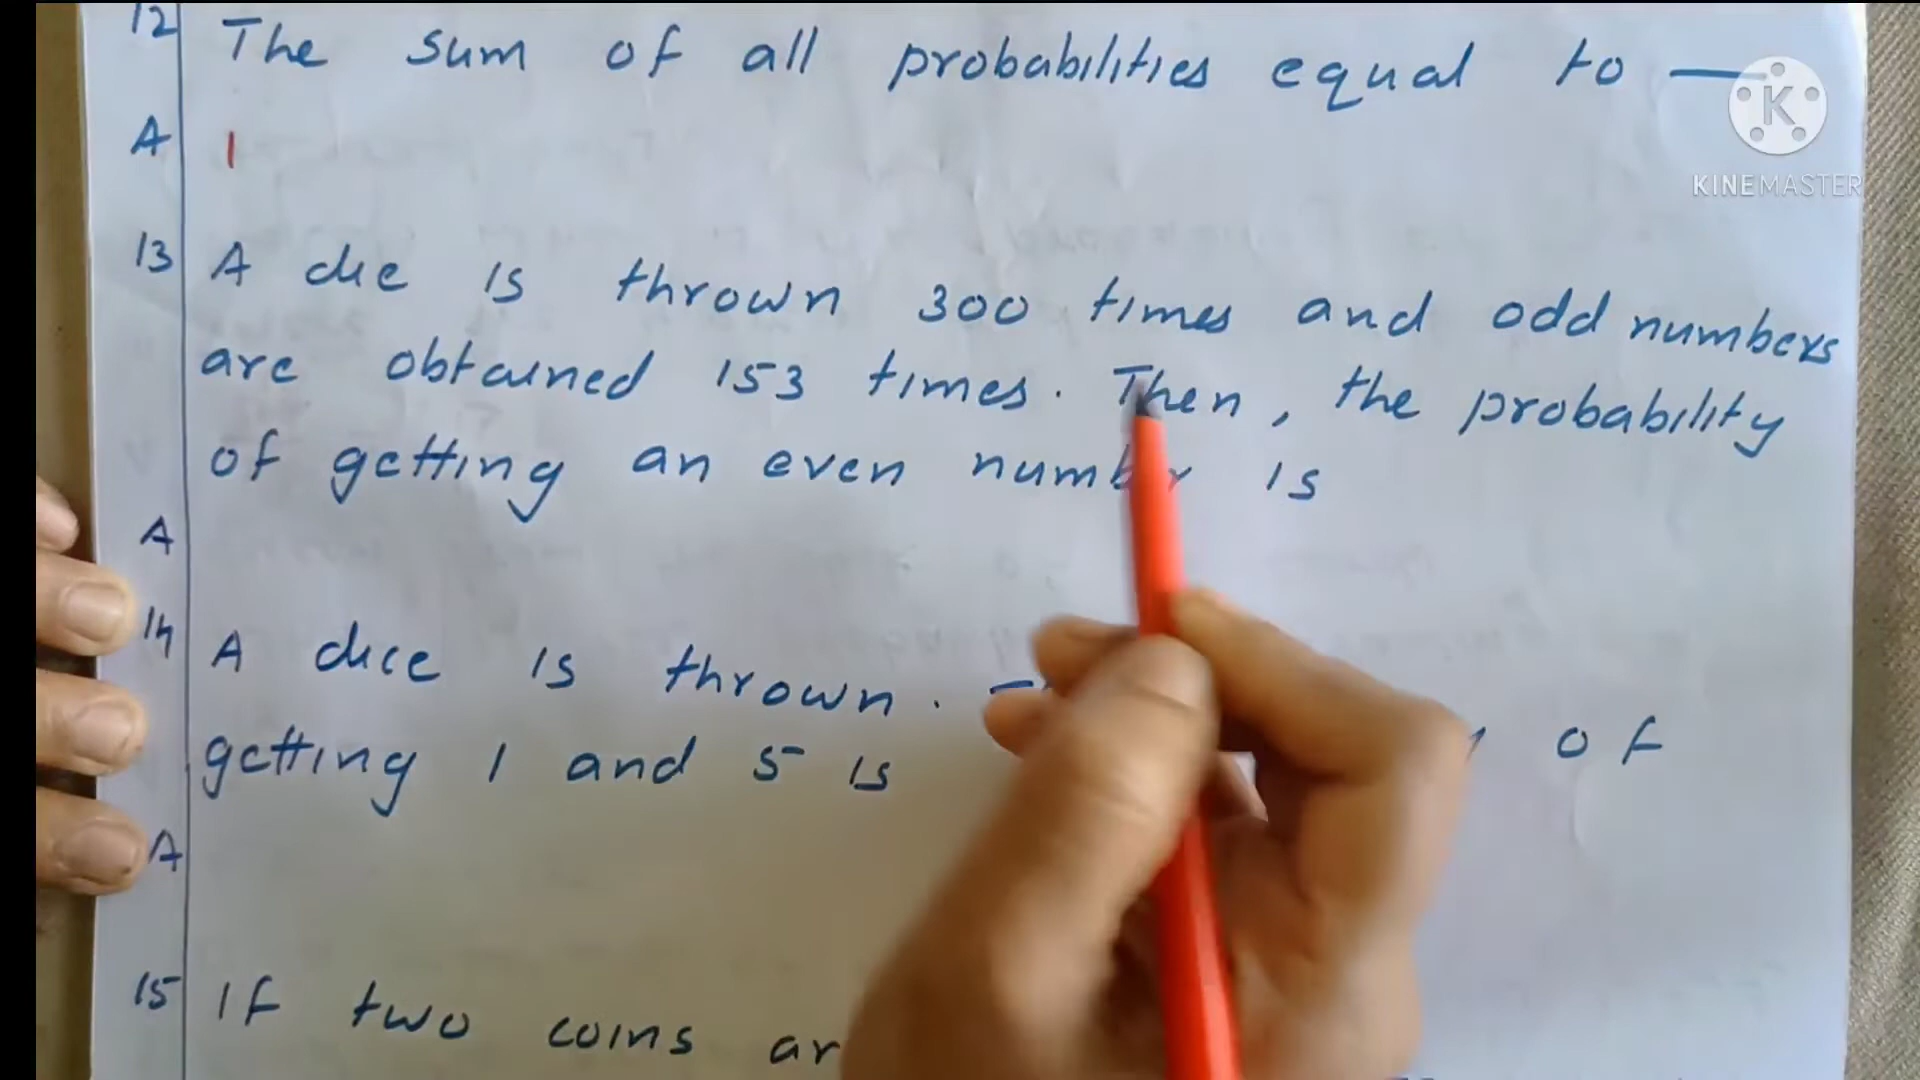 12 The sum of all probabilities equal to —
A 1
KINEMASTER
13 A die is thrown 300 times and odd numbers
are obtained 153 times. Then, the probability
of getting an even number is
A
14 A dice is thrown. of
getting 1 and 5 is
A
15 If two coins